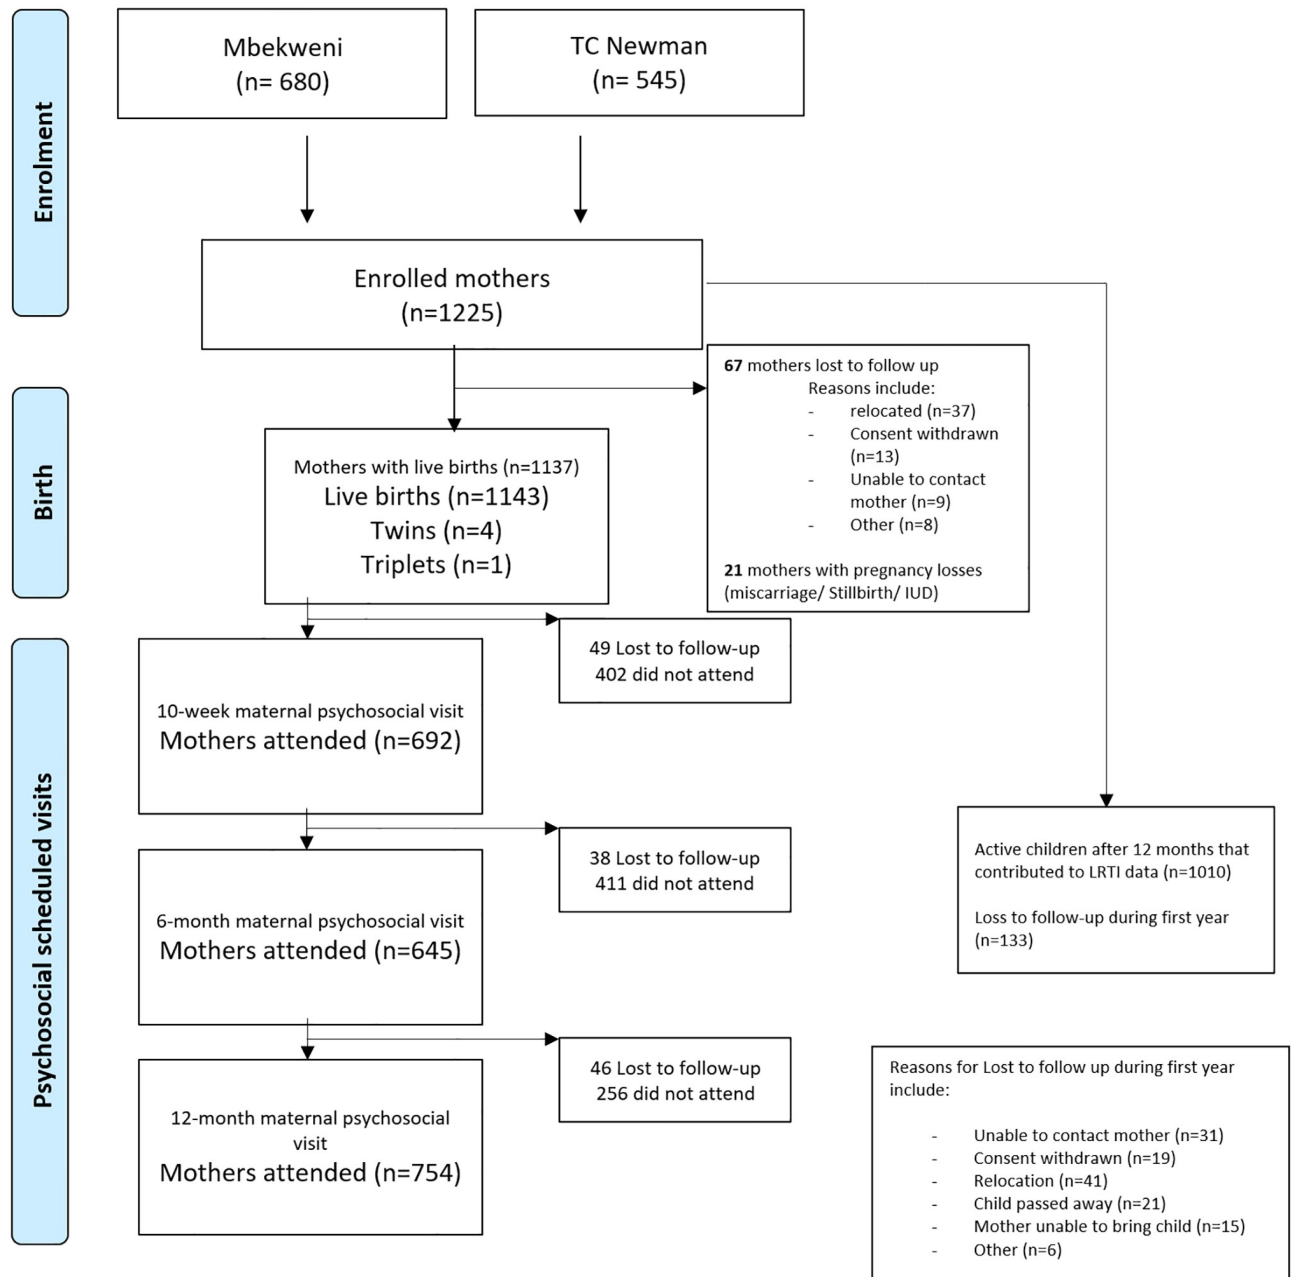 Enrolment
Mbekweni
(n= 680)
TC Newman
(n= 545)
Enrolled mothers
(n=1225)
67 mothers lost to follow up
Reasons include:
- relocated (n=37)
- Consent withdrawn
(n=13)
- Unable to contact
mother (n=9)
- Other (n=8)
21 mothers with pregnancy losses
(miscarriage/ Stillbirth/ IUD)
Birth
Mothers with live births (n=1137)
Live births (n=1143)
Twins (n=4)
Triplets (n=1)
49 Lost to follow-up
402 did not attend
Psychosocial scheduled visits
10-week maternal psychosocial visit
Mothers attended (n=692)
38 Lost to follow-up
411 did not attend
6-month maternal psychosocial visit
Mothers attended (n=645)
46 Lost to follow-up
256 did not attend
12-month maternal psychosocial
visit
Mothers attended (n=754)
Active children after 12 months that
contributed to LRTI data (n=1010)
Loss to follow-up during first year
(n=133)
Reasons for Lost to follow up during first year
include:
- Unable to contact mother (n=31)
- Consent withdrawn (n=19)
- Relocation (n=41)
- Child passed away (n=21)
- Mother unable to bring child (n=15)
- Other (n=6)